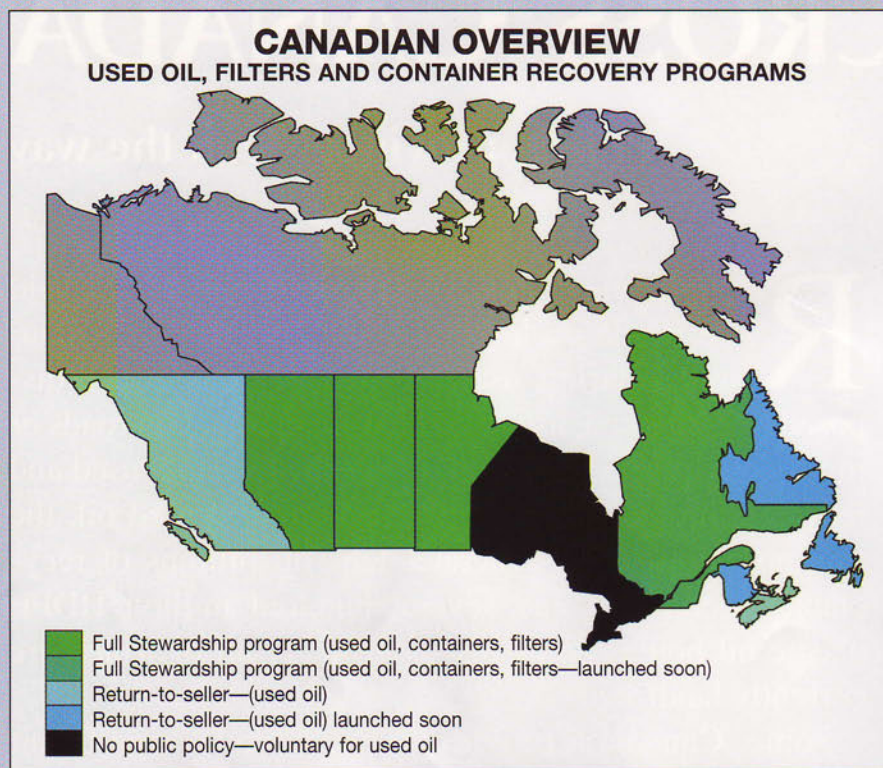 CANADIAN OVERVIEW
USED OIL, FILTERS AND CONTAINER RECOVERY PROGRAMS
Full Stewardship program (used oil, containers, filters)
Full Stewardship program (used oil, containers, filters—launched soon)
Return-to-seller—(used oil)
Return-to-seller—(used oil) launched soon
No public policy—voluntary for used oil